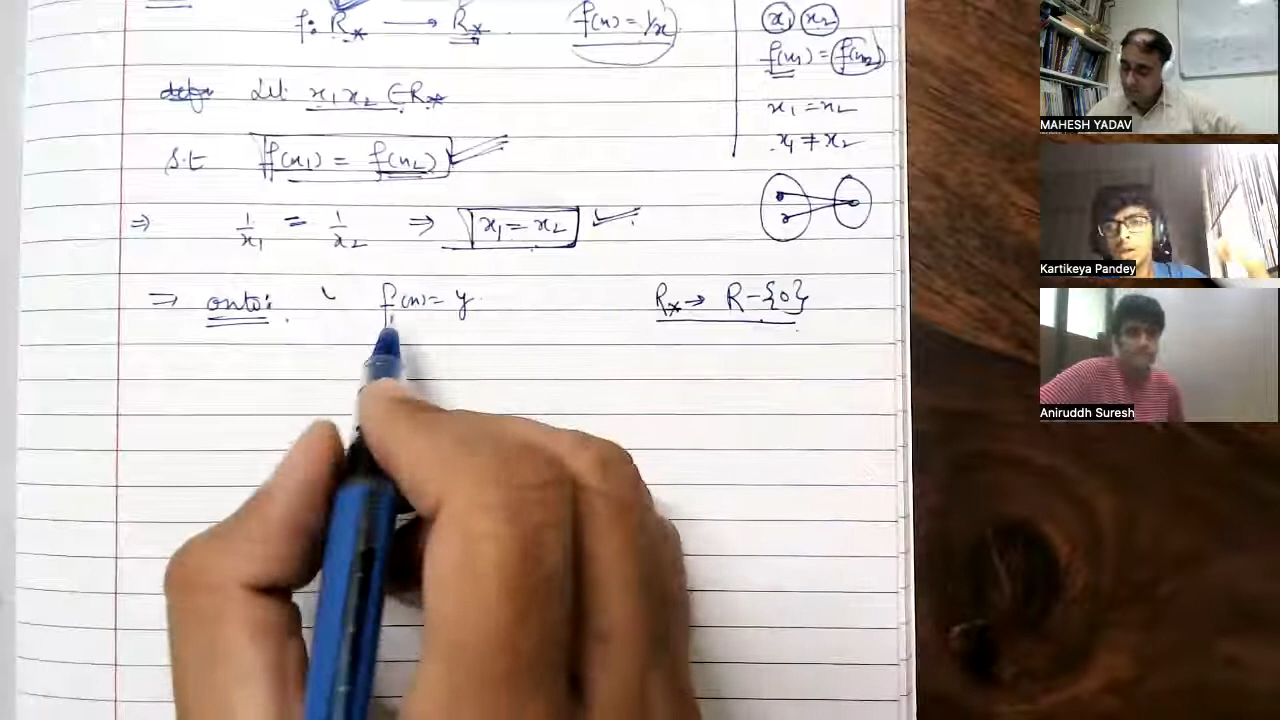 f: R* → R* f(x) = 1/x
Let x₁ x₂ ∈ R*
S.t f(x₁) = f(x₂)
⇒ 1/x₁ = 1/x₂ ⇒ x₁ = x₂
⇒ onto: f(x) = y R* → R - {0}
x₁ x₂
f(x₁) = f(x₂)
x₁ = x₂
x₁ ≠ x₂
MAHESH YADAV
Kartikeya Pandey
Aniruddh Suresh